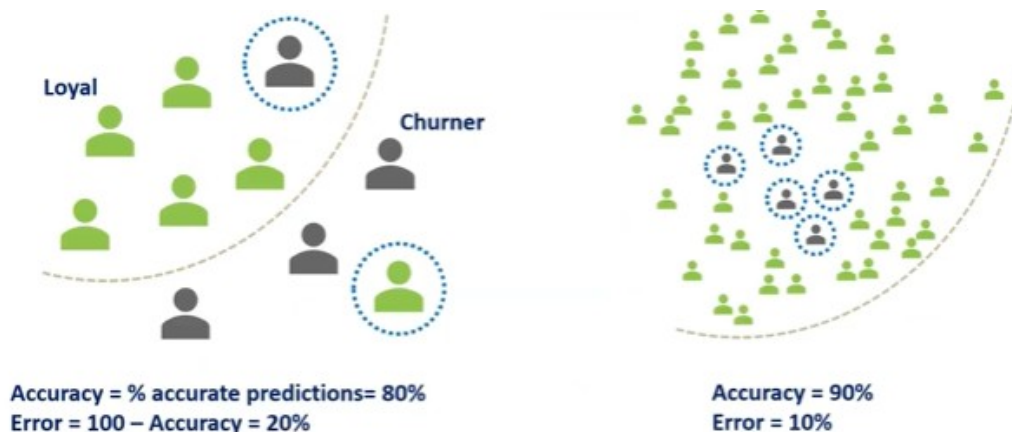 Loyal
Churner
Accuracy = % accurate predictions= 80%
Error = 100 – Accuracy = 20%
Accuracy = 90%
Error = 10%